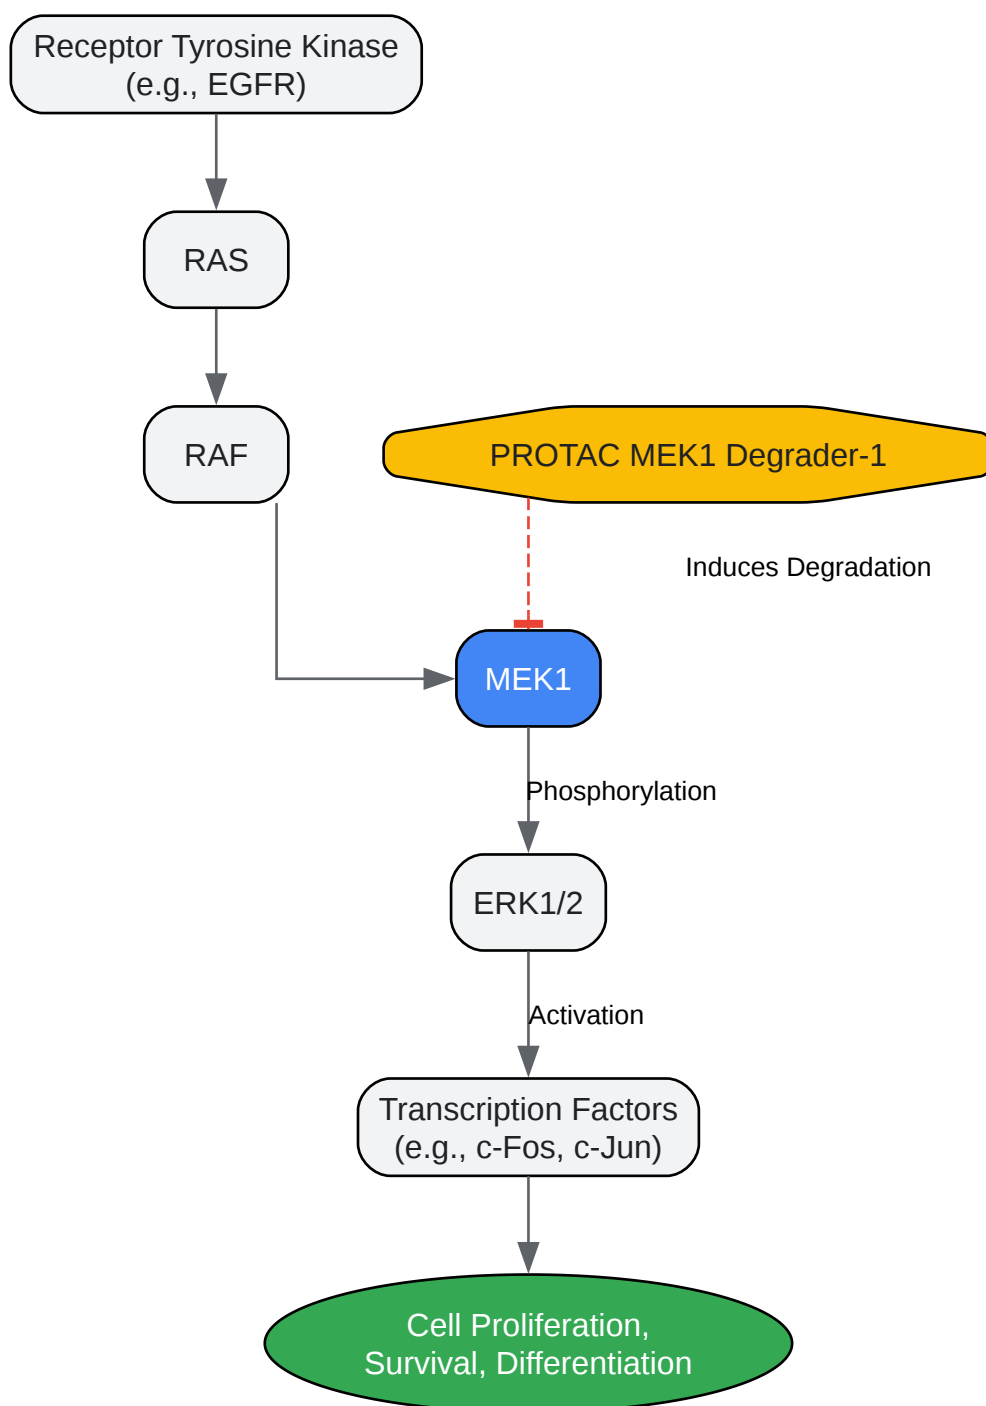 Receptor Tyrosine Kinase
(e.g., EGFR)
RAS
RAF
PROTAC MEK1 Degrader-1
Induces Degradation
MEK1
Phosphorylation
ERK1/2
Activation
Transcription Factors
(e.g., c-Fos, c-Jun)
Cell Proliferation,
Survival, Differentiation